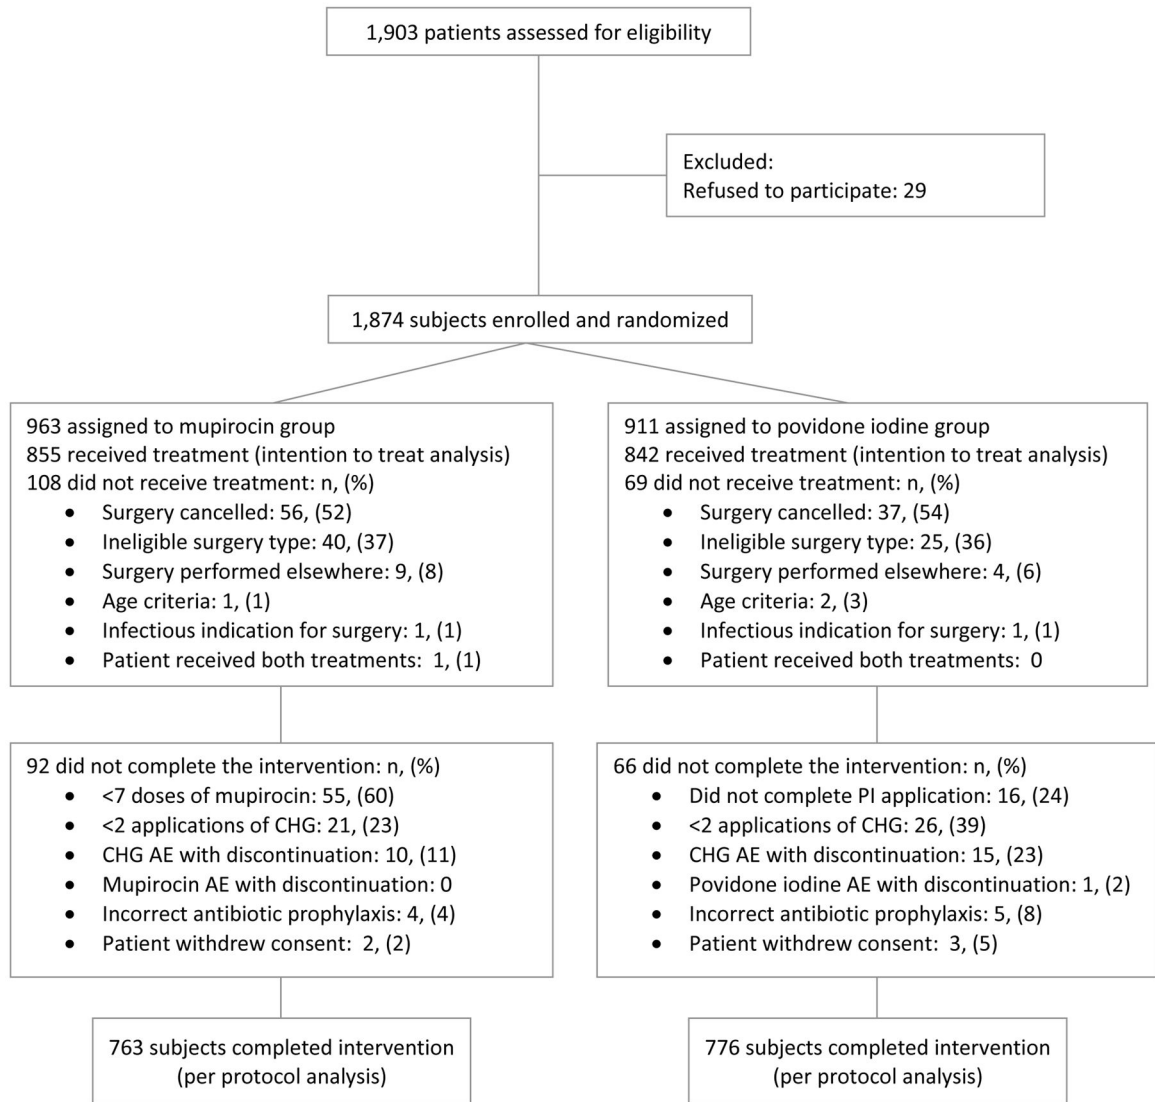 1,903 patients assessed for eligibility
Excluded:
Refused to participate: 29
1,874 subjects enrolled and randomized
963 assigned to mupirocin group
855 received treatment (intention to treat analysis)
108 did not receive treatment: n, (%)
• Surgery cancelled: 56, (52)
• Ineligible surgery type: 40, (37)
• Surgery performed elsewhere: 9, (8)
• Age criteria: 1, (1)
• Infectious indication for surgery: 1, (1)
• Patient received both treatments: 1, (1)
911 assigned to povidone iodine group
842 received treatment (intention to treat analysis)
69 did not receive treatment: n, (%)
• Surgery cancelled: 37, (54)
• Ineligible surgery type: 25, (36)
• Surgery performed elsewhere: 4, (6)
• Age criteria: 2, (3)
• Infectious indication for surgery: 1, (1)
• Patient received both treatments: 0
92 did not complete the intervention: n, (%)
• <7 doses of mupirocin: 55, (60)
• <2 applications of CHG: 21, (23)
• CHG AE with discontinuation: 10, (11)
• Mupirocin AE with discontinuation: 0
• Incorrect antibiotic prophylaxis: 4, (4)
• Patient withdrew consent: 2, (2)
66 did not complete the intervention: n, (%)
• Did not complete PI application: 16, (24)
• <2 applications of CHG: 26, (39)
• CHG AE with discontinuation: 15, (23)
• Povidone iodine AE with discontinuation: 1, (2)
• Incorrect antibiotic prophylaxis: 5, (8)
• Patient withdrew consent: 3, (5)
763 subjects completed intervention
(per protocol analysis)
776 subjects completed intervention
(per protocol analysis)